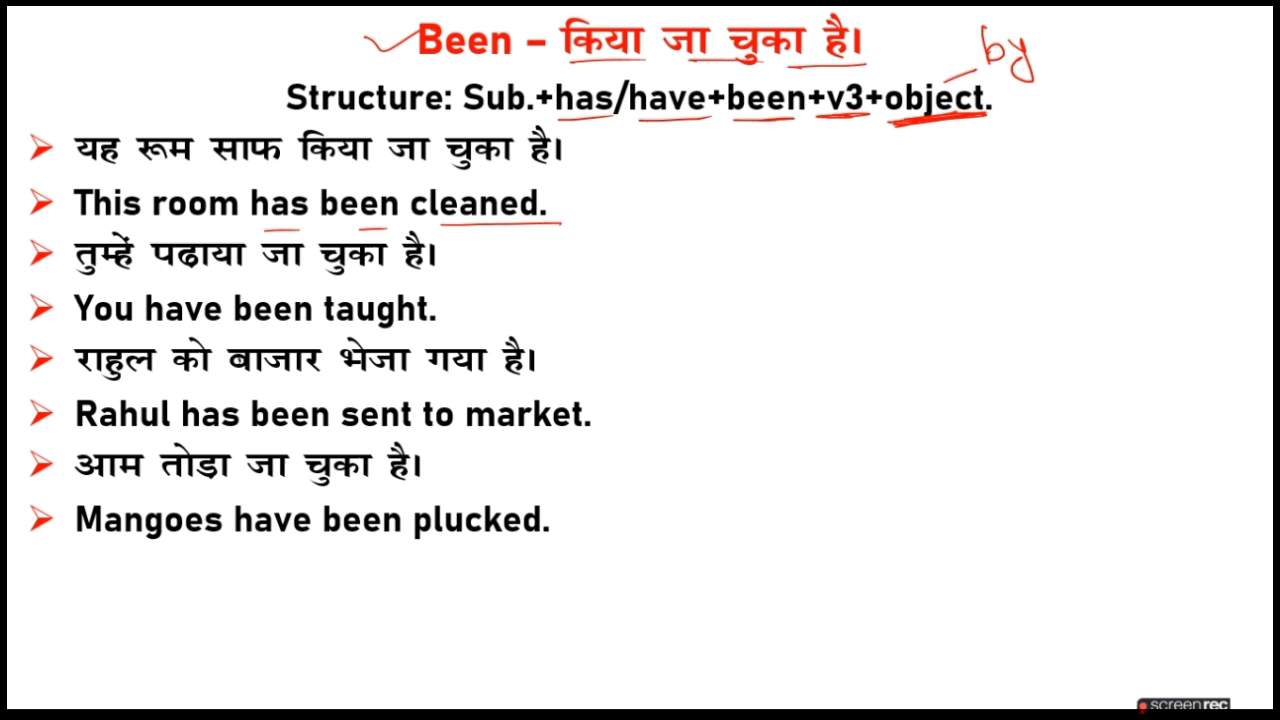 Been – किया जा चुका है।
by
Structure: Sub.+has/have+been+v3+object.
यह रूम साफ किया जा चुका है।
This room has been cleaned.
तुम्हें पढाया जा चुका है।
You have been taught.
राहुल को बाजार भेजा गया है।
Rahul has been sent to market.
आम तोड़ा जा चुका है।
Mangoes have been plucked.
screenrec